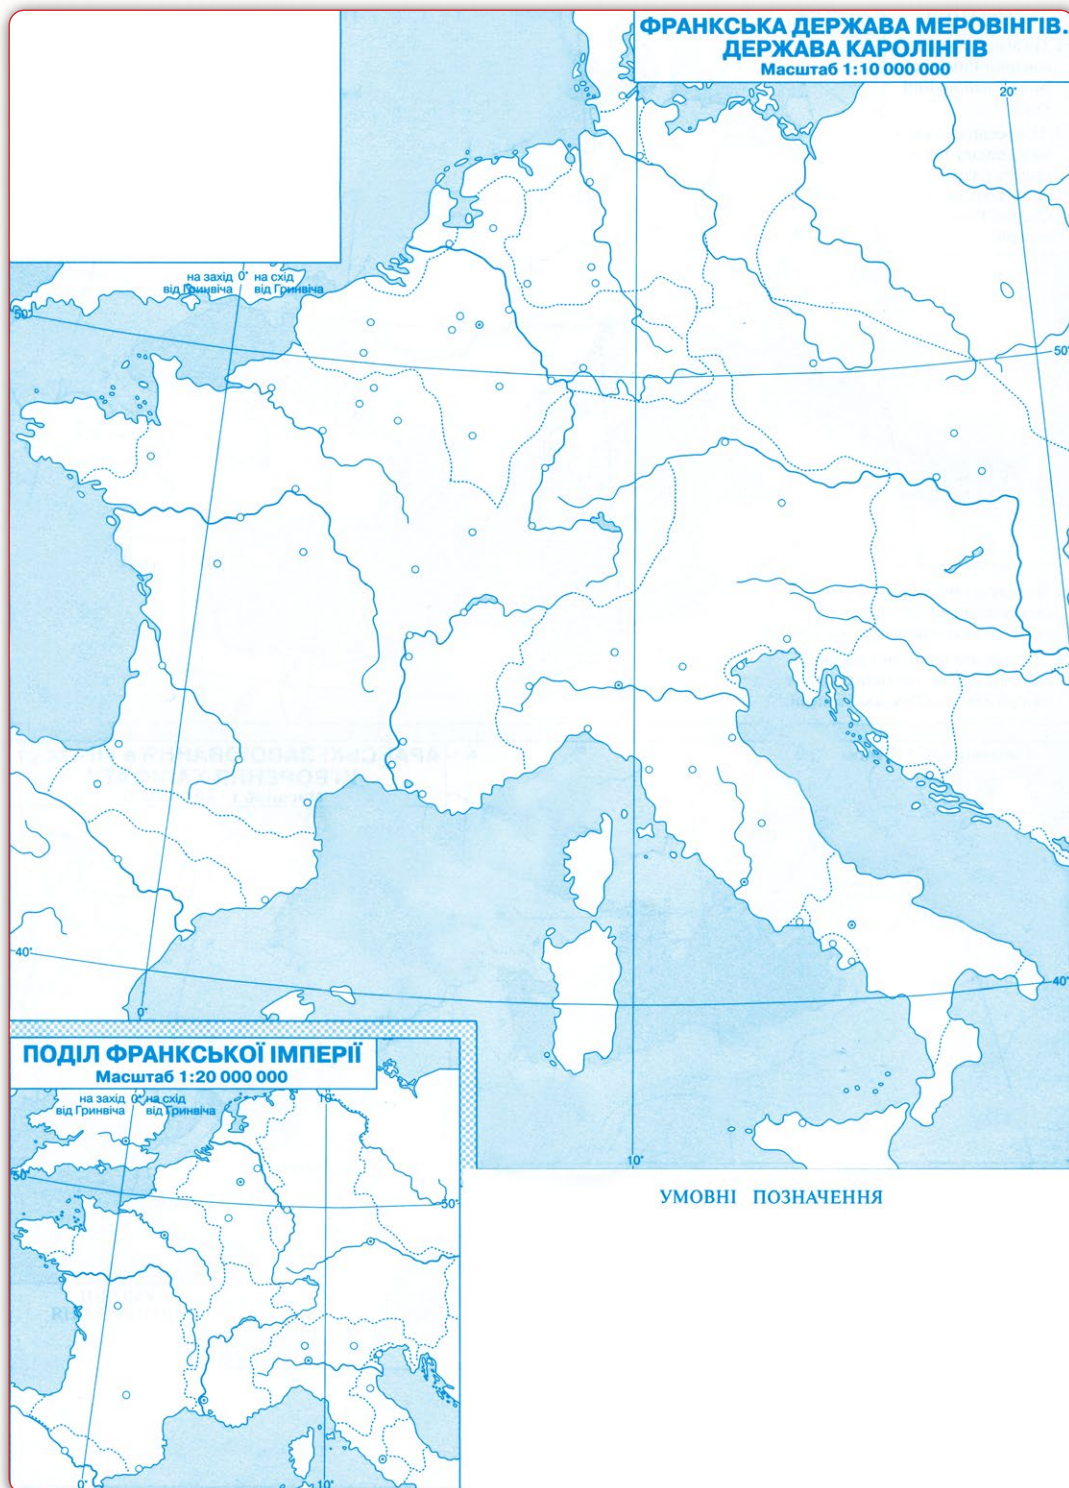 ФРАНКСЬКА ДЕРЖАВА МЕРОВІНГІВ.
ДЕРЖАВА КАРОЛІНГІВ
Масштаб 1:10 000 000
20°
на захід 0° на схід
від Гринвіча від Гринвіча
50°
50°
40°
40°
0°
10°
ПОДІЛ ФРАНКСЬКОЇ ІМПЕРІЇ
Масштаб 1:20 000 000
на захід 0° на схід
від Гринвіча від Гринвіча
10°
50°
50°
0°
10°
УМОВНІ ПОЗНАЧЕННЯ